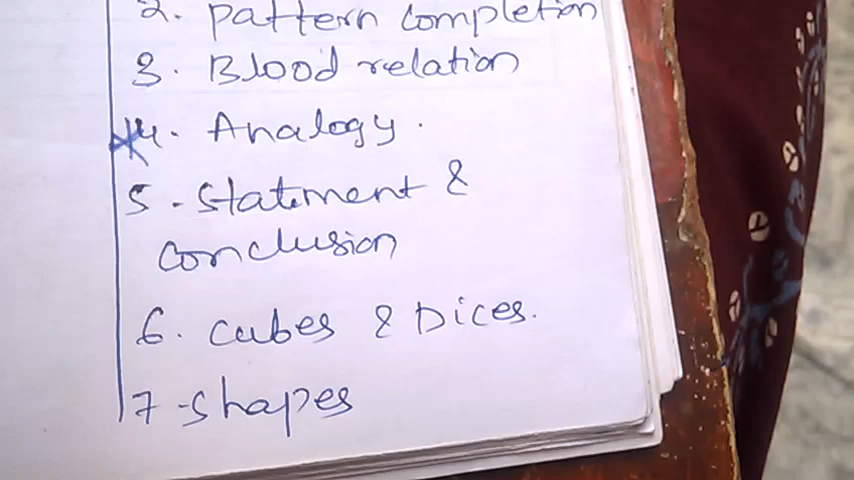 2. Pattern completion
3. Blood relation
4. Analogy.
5. Statment &
conclusion
6. Cubes & Dices.
7. Shapes